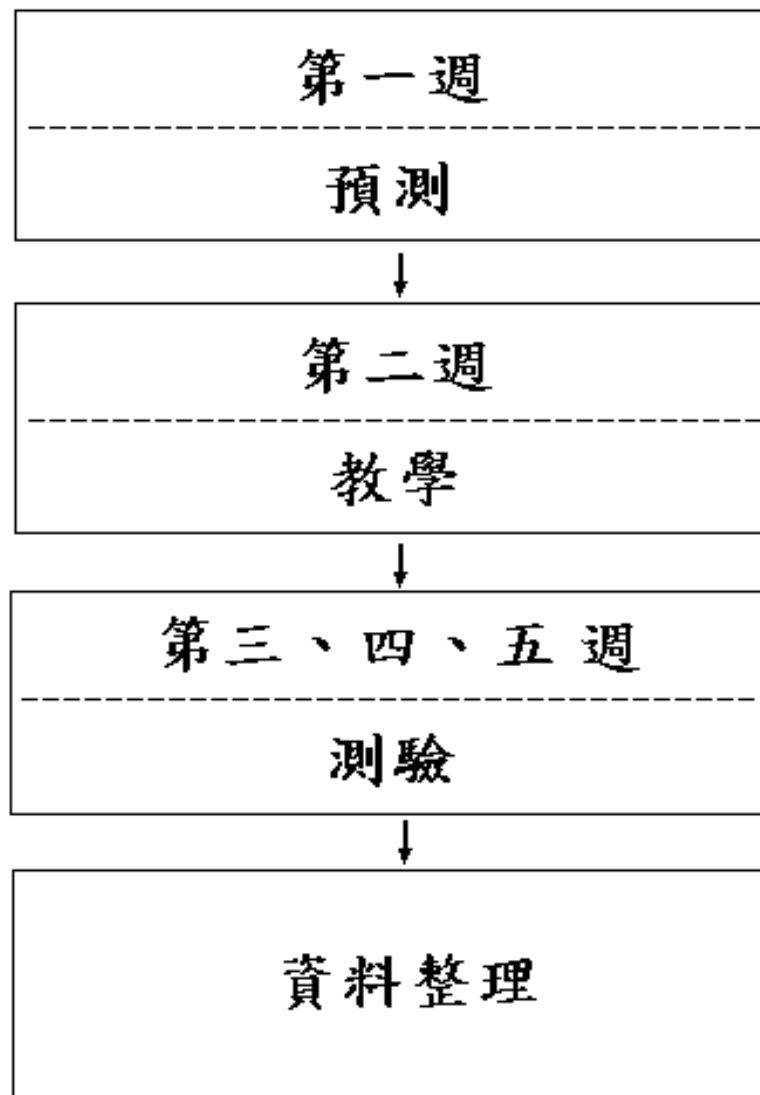 第一週
預測
第二週
教學
第三、四、五週
測驗
資料整理